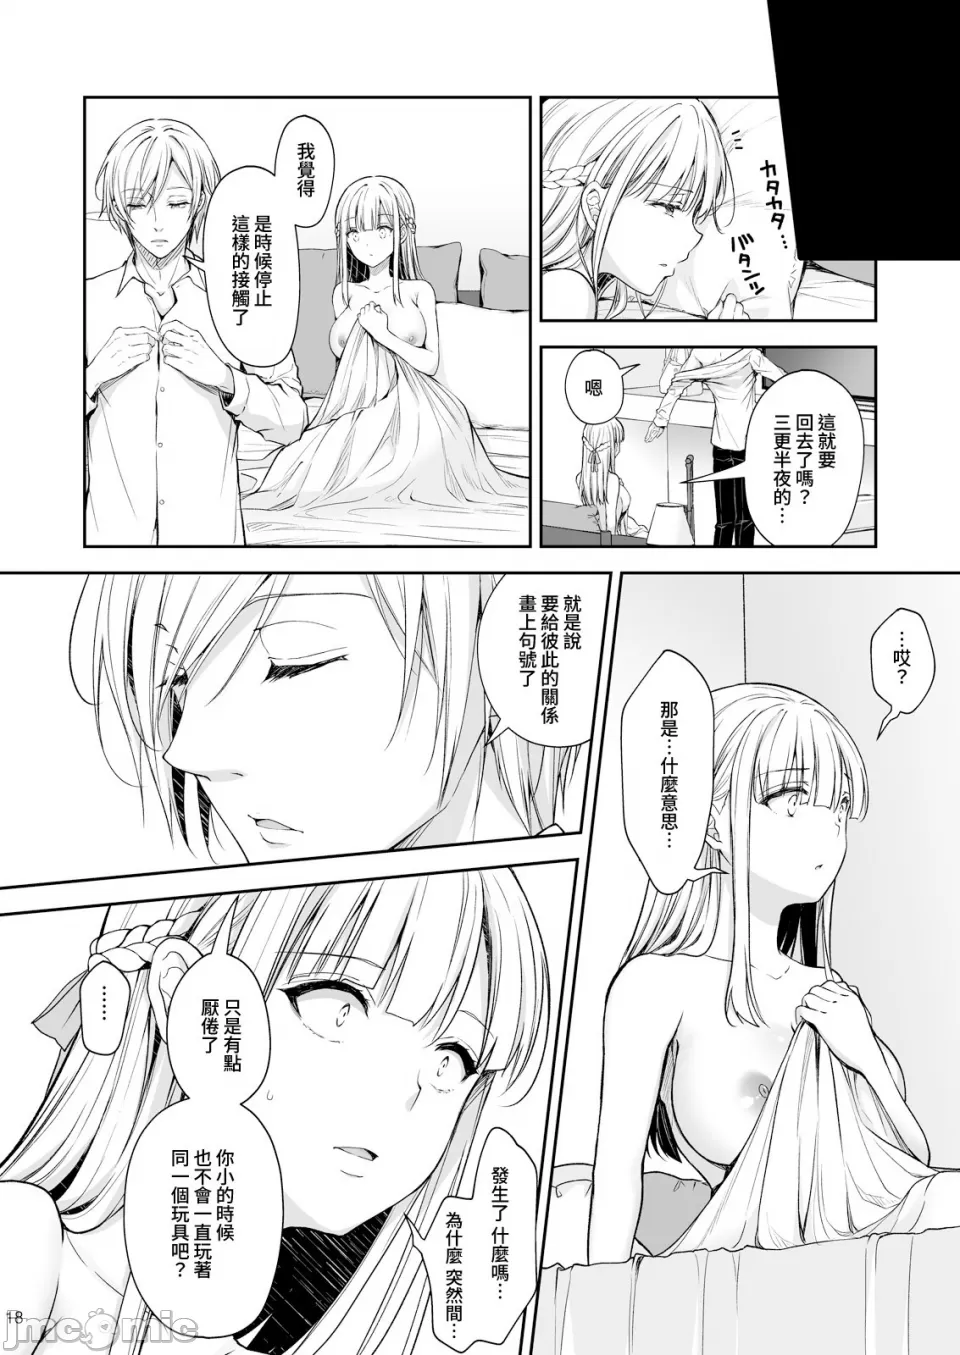 カタカタ…
バタンッ
這就要
回去了嗎？
三更半夜的…
嗯
我覺得
是時候停止
這樣的接觸了
…哎？
那是…什麼意思…
就是說
要給彼此的關係
畫上句號了
發生了 什麼嗎…
為什麼 突然間…
只是有點
厭倦了
你小的時候
也不會一直玩著
同一個玩具吧？
………
18
jmcomic